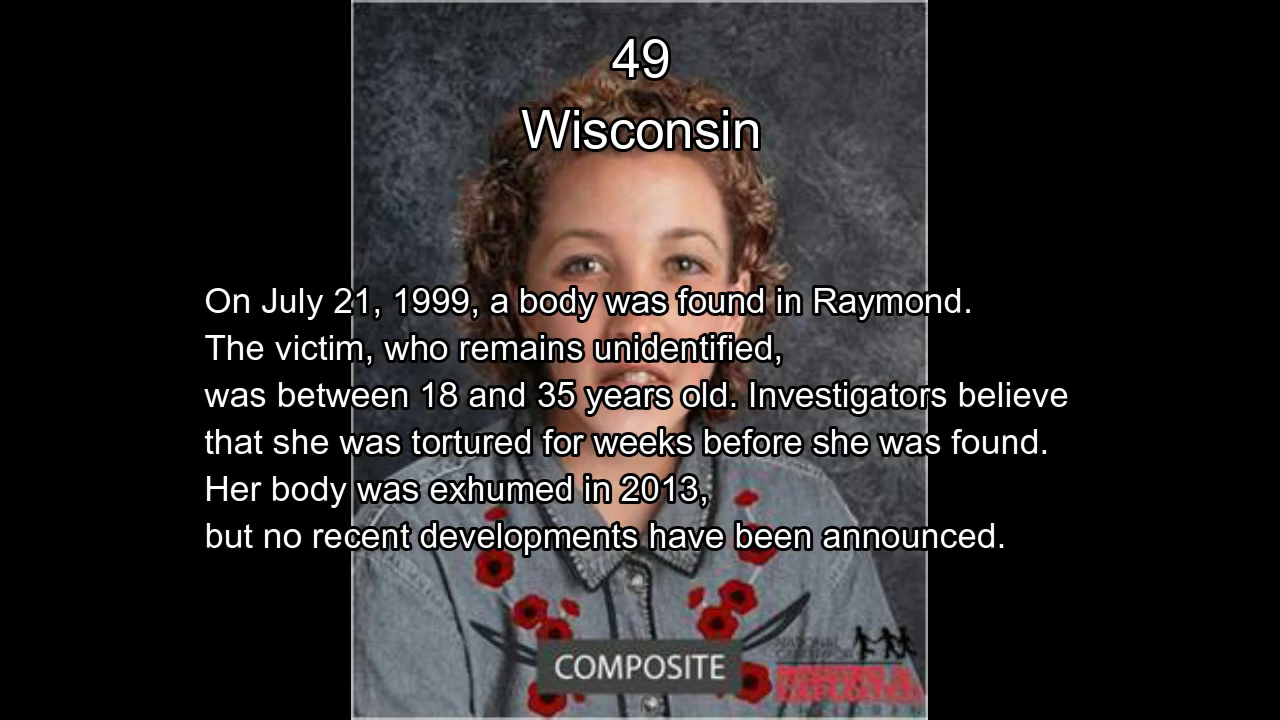 49
Wisconsin
On July 21, 1999, a body was found in Raymond.
The victim, who remains unidentified,
was between 18 and 35 years old. Investigators believe
that she was tortured for weeks before she was found.
Her body was exhumed in 2013,
but no recent developments have been announced.
COMPOSITE